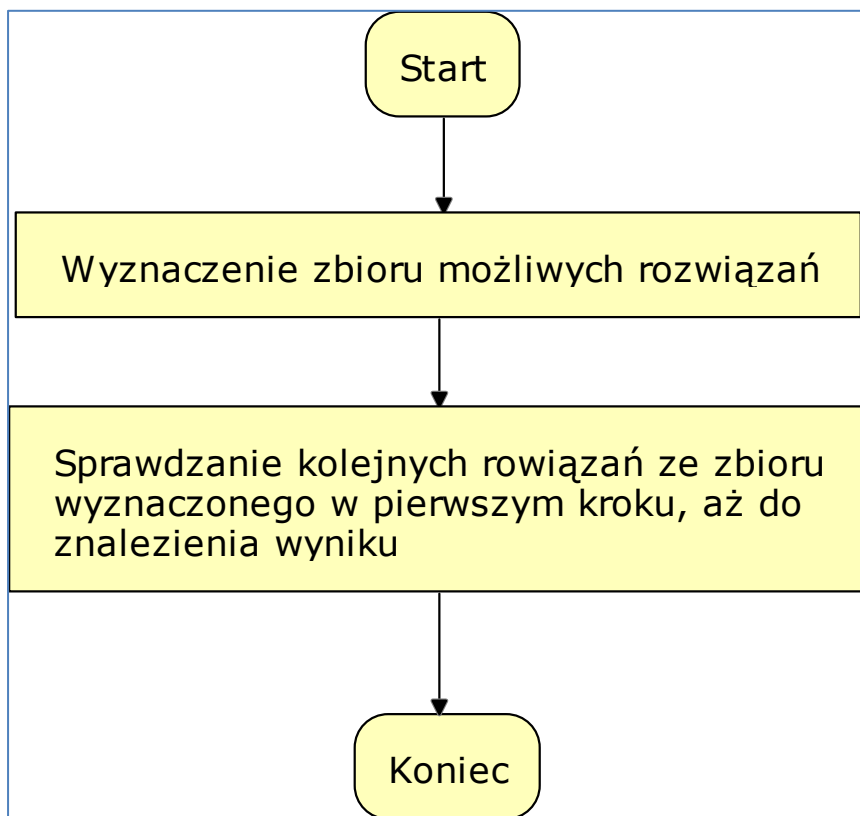 Start
Wyznaczenie zbioru możliwych rozwiązań
Sprawdzanie kolejnych rowiązań ze zbioru
wyznaczonego w pierwszym kroku, aż do
znalezienia wyniku
Koniec